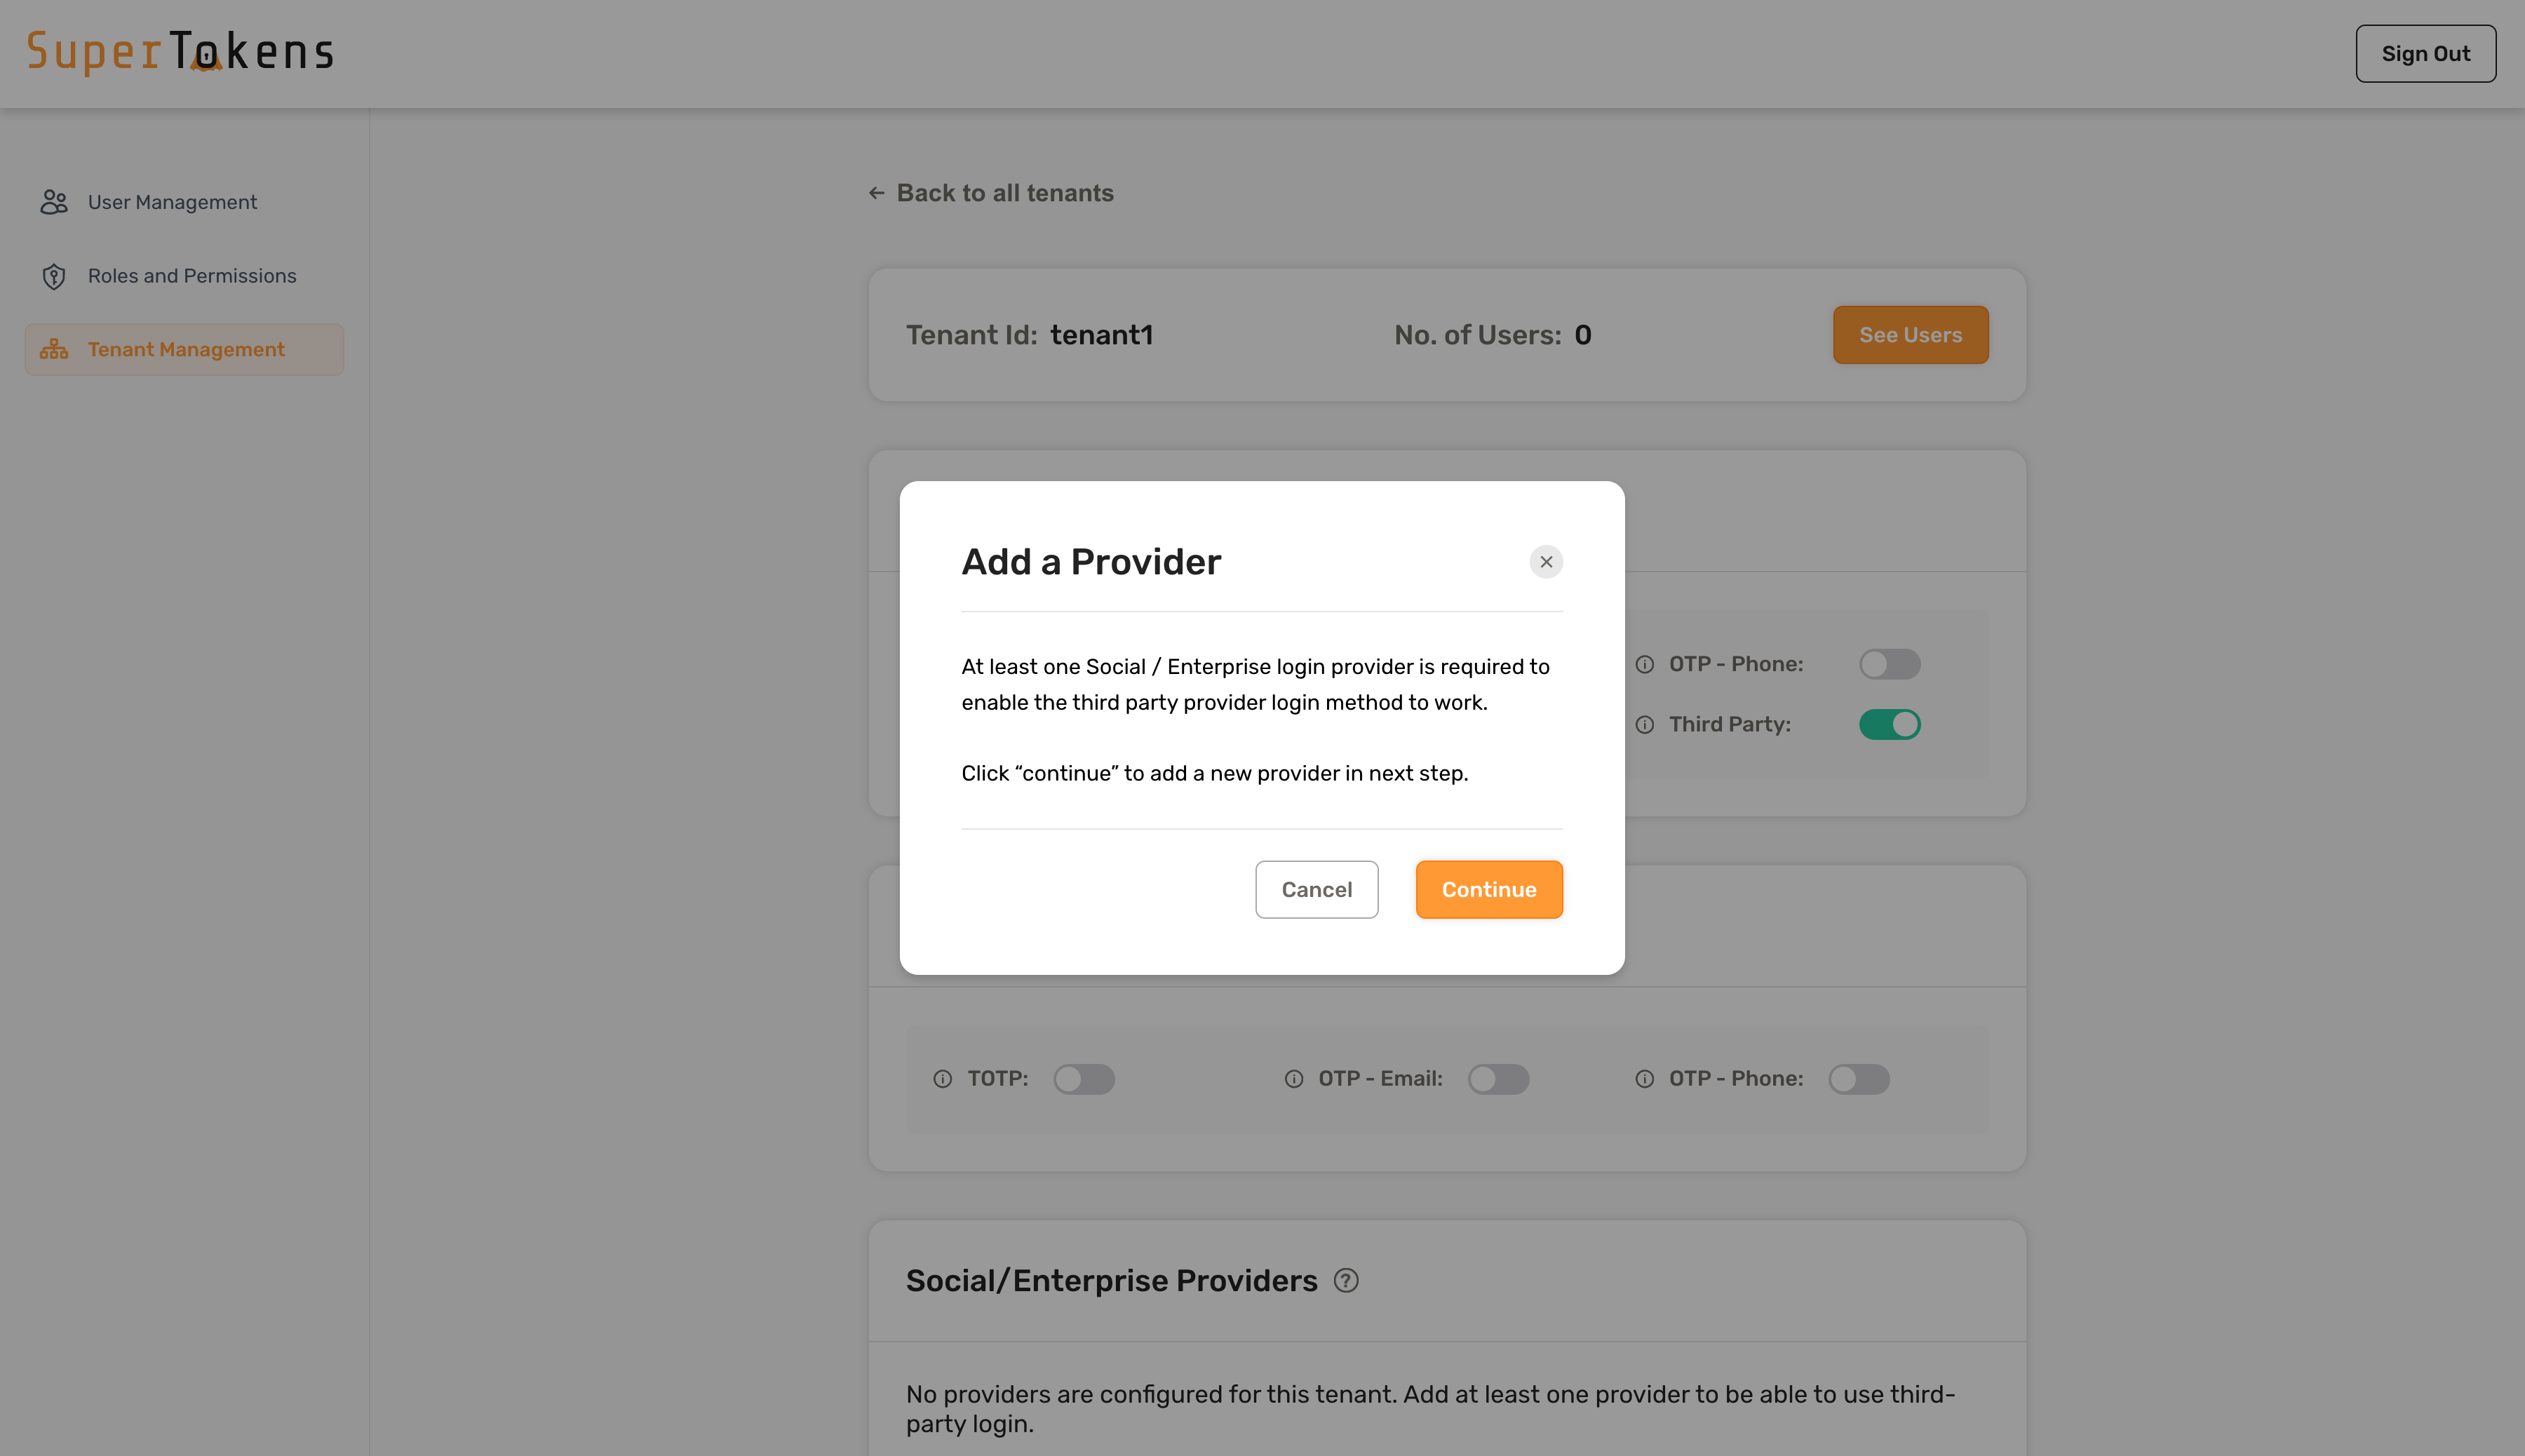 SuperTokens
Sign Out
User Management
Roles and Permissions
Tenant Management
← Back to all tenants
Tenant Id: tenant1
No. of Users: 0
See Users
Add a Provider
At least one Social / Enterprise login provider is required to
enable the third party provider login method to work.
Click “continue” to add a new provider in next step.
Cancel
Continue
OTP - Phone:
Third Party:
TOTP:
OTP - Email:
OTP - Phone:
Social/Enterprise Providers
No providers are configured for this tenant. Add at least one provider to be able to use third-
party login.